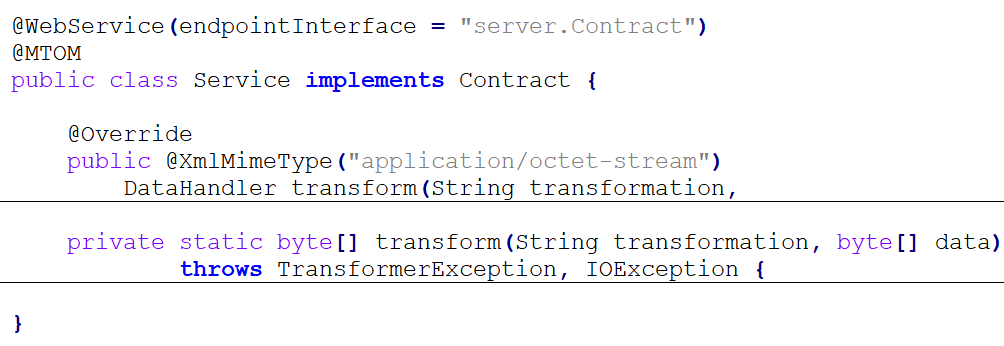 @WebService(endpointInterface = "server.Contract")
@MTOM
public class Service implements Contract {
@Override
public @XmlMimeType("application/octet-stream")
DataHandler transform(String transformation,
private static byte[] transform(String transformation, byte[] data)
throws TransformerException, IOException {
}